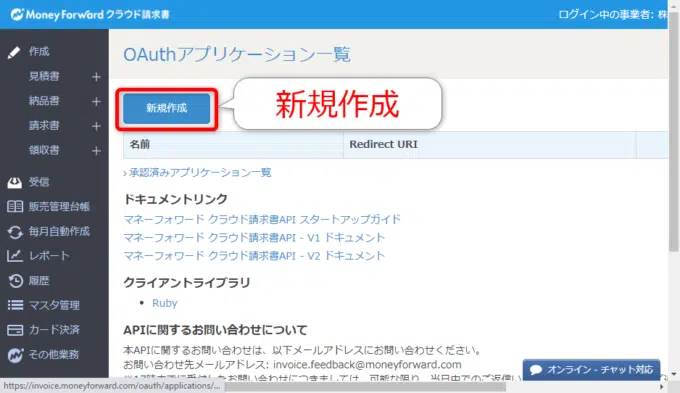 Money Forward クラウド請求書
ログイン中の事業者: 株
作成
見積書 +
納品書 +
請求書 +
領収書 +
受信
販売管理台帳
毎月自動作成
レポート
履歴
マスタ管理
カード決済
その他業務
OAuthアプリケーション一覧
新規作成
新規作成
名前 Redirect URI
›承認済みアプリケーション一覧
ドキュメントリンク
マネーフォワード クラウド請求書API スタートアップガイド
マネーフォワード クラウド請求書API - V1 ドキュメント
マネーフォワード クラウド請求書API - V2 ドキュメント
クライアントライブラリ
• Ruby
APIに関するお問い合わせについて
本APIに関するお問い合わせは、以下メールアドレスにお問い合わせください。
お問い合わせ先メールアドレス: invoice.feedback@moneyforward.com
オンライン - チャット対応
https://invoice.moneyforward.com/oauth/applications/...